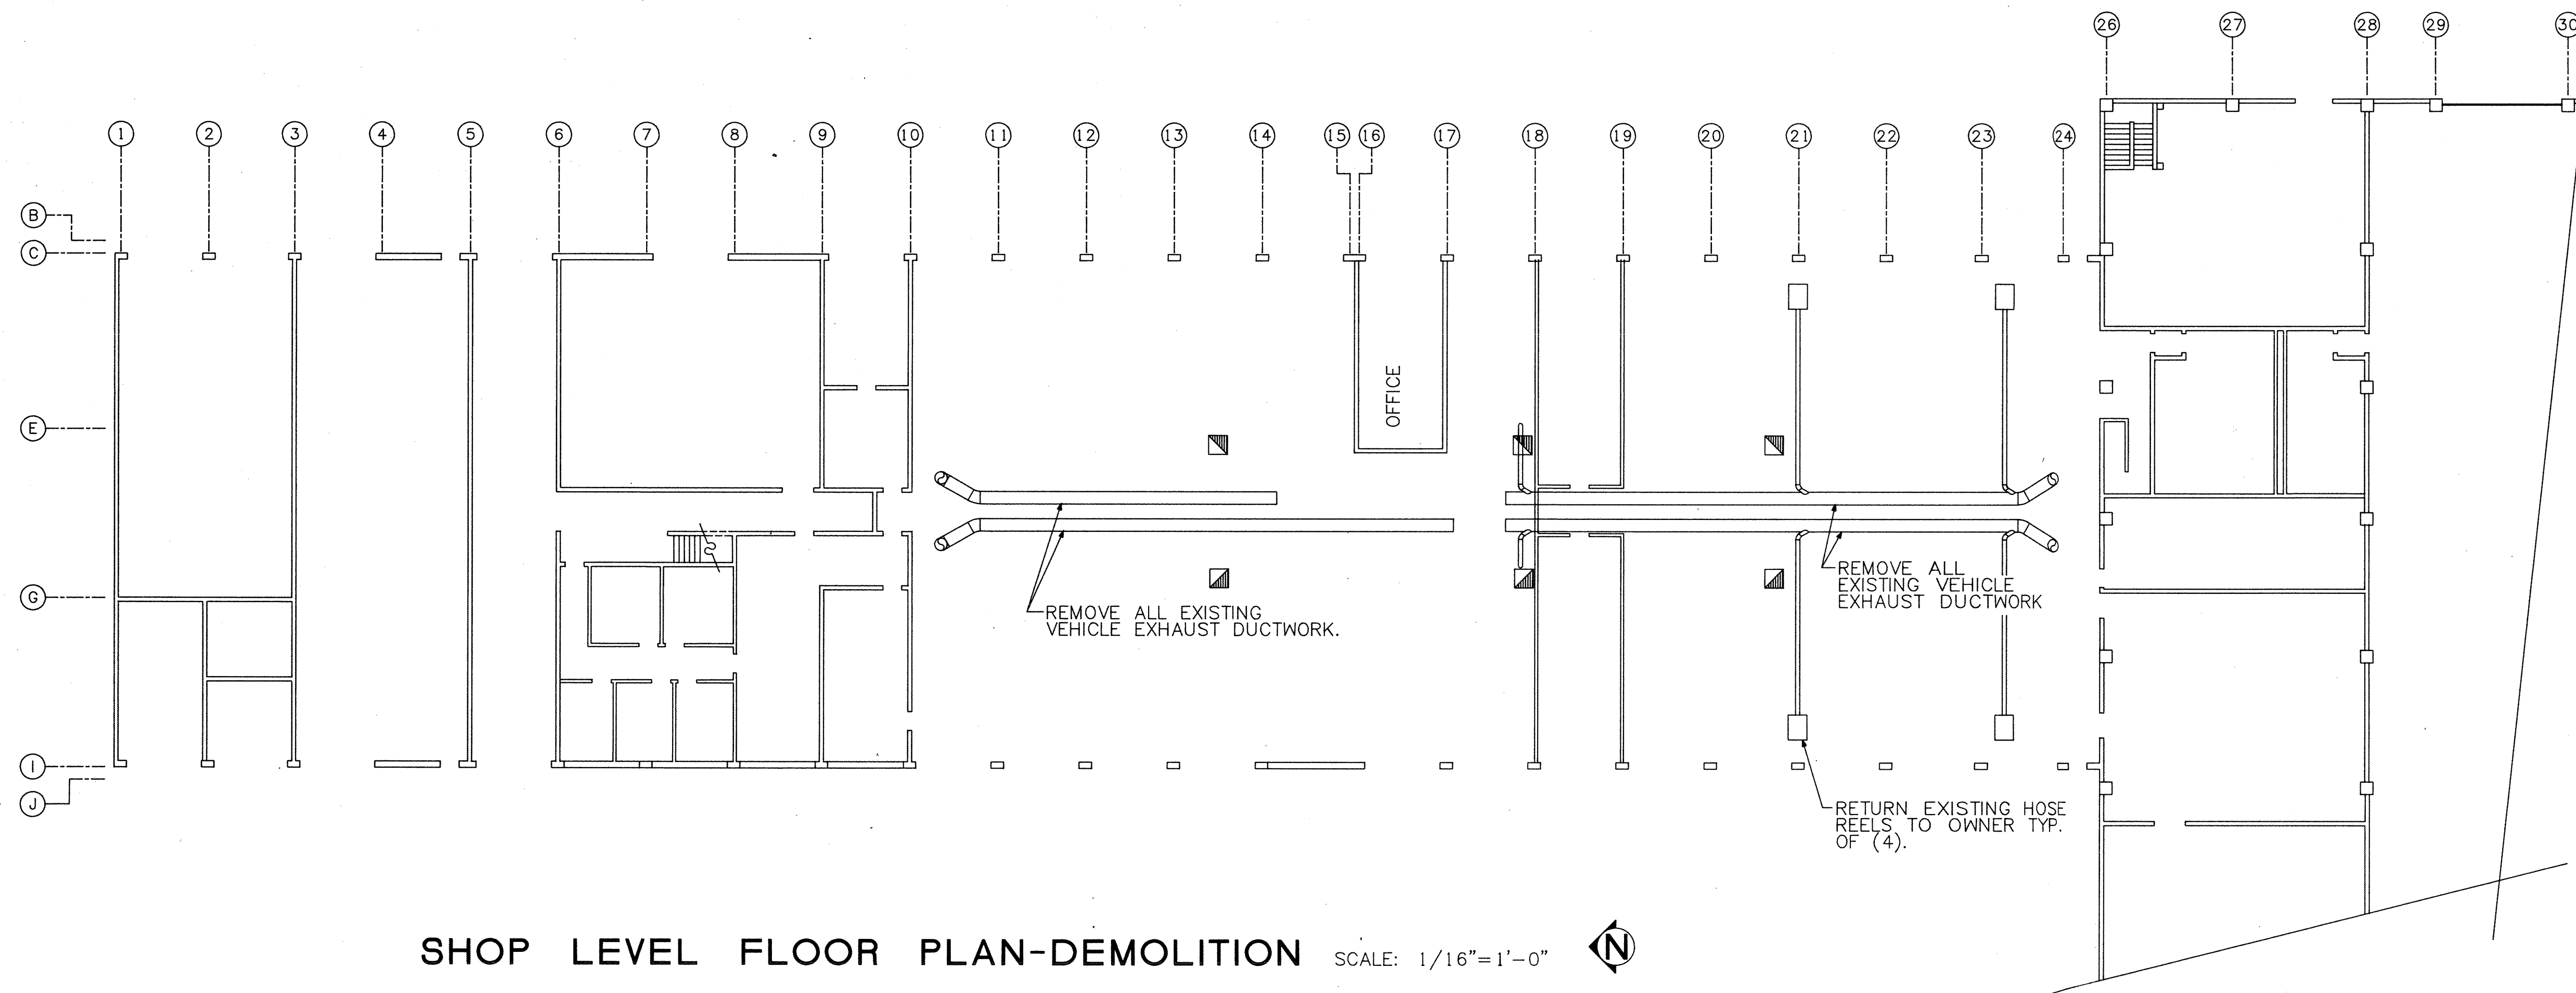 26 27 28 29 30
1 2 3 4 5 6 7 8 9 10 11 12 13 14 15 16 17 18 19 20 21 22 23 24
B
C
E
OFFICE
G
REMOVE ALL EXISTING
VEHICLE EXHAUST DUCTWORK.
REMOVE ALL
EXISTING VEHICLE
EXHAUST DUCTWORK
I
J
RETURN EXISTING HOSE
REELS TO OWNER TYP.
OF (4).
SHOP LEVEL FLOOR PLAN-DEMOLITION SCALE: 1/16"=1'-0" N